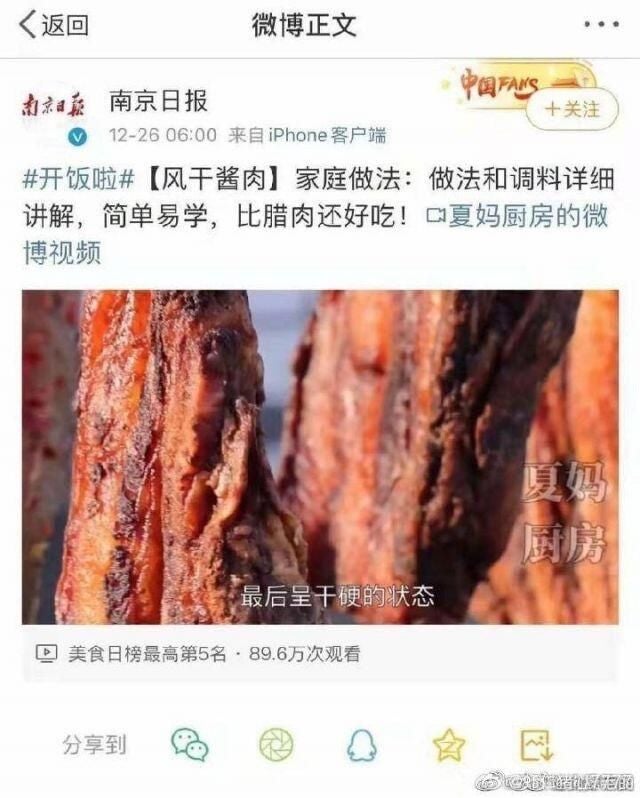 返回
微博正文
中国FANS
南京日报
南京日报
+关注
12-26 06:00 来自iPhone客户端
#开饭啦#【风干酱肉】家庭做法：做法和调料详细
讲解，简单易学，比腊肉还好吃！夏妈厨房的微
博视频
夏妈
厨房
最后呈干硬的状态
美食日榜最高第5名 · 89.6万次观看
分享到